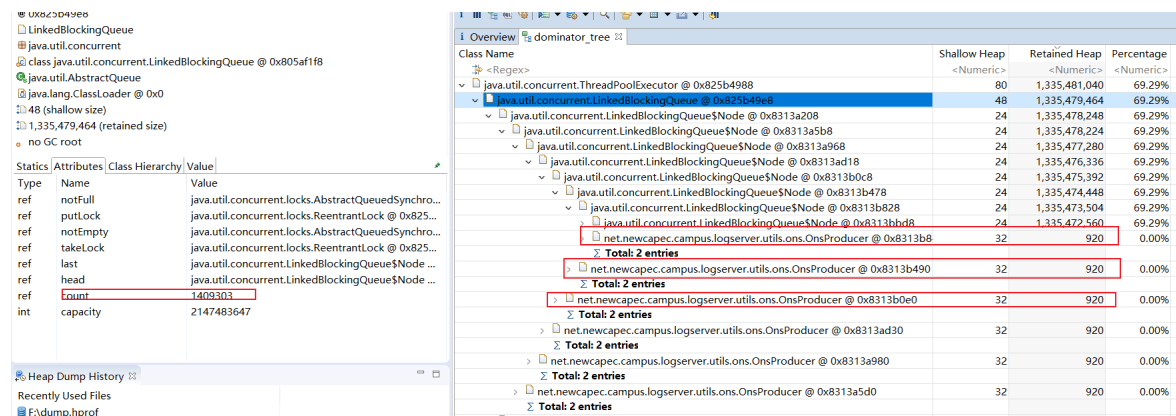 0x825b49e8
LinkedBlockingQueue
java.util.concurrent
class java.util.concurrent.LinkedBlockingQueue @ 0x805af1f8
java.util.AbstractQueue
java.lang.ClassLoader @ 0x0
48 (shallow size)
1,335,479,464 (retained size)
no GC root
Statics Attributes Class Hierarchy Value
Type Name Value
ref notFull java.util.concurrent.locks.AbstractQueuedSynchro...
ref putLock java.util.concurrent.locks.ReentrantLock @ 0x825...
ref notEmpty java.util.concurrent.locks.AbstractQueuedSynchro...
ref takeLock java.util.concurrent.locks.ReentrantLock @ 0x825...
ref last java.util.concurrent.LinkedBlockingQueue$Node ...
ref head java.util.concurrent.LinkedBlockingQueue$Node ...
ref count 1409303
int capacity 2147483647
Heap Dump History
Recently Used Files
F:\dump.hprof
i Overview dominator_tree
Class Name Shallow Heap Retained Heap Percentage
<Regex> <Numeric> <Numeric> <Numeric>
java.util.concurrent.ThreadPoolExecutor @ 0x825b4988 80 1,335,481,040 69.29%
java.util.concurrent.LinkedBlockingQueue @ 0x825b49e8 48 1,335,479,464 69.29%
java.util.concurrent.LinkedBlockingQueue$Node @ 0x8313a208 24 1,335,478,248 69.29%
java.util.concurrent.LinkedBlockingQueue$Node @ 0x8313a5b8 24 1,335,478,224 69.29%
java.util.concurrent.LinkedBlockingQueue$Node @ 0x8313a968 24 1,335,477,280 69.29%
java.util.concurrent.LinkedBlockingQueue$Node @ 0x8313ad18 24 1,335,476,336 69.29%
java.util.concurrent.LinkedBlockingQueue$Node @ 0x8313b0c8 24 1,335,475,392 69.29%
java.util.concurrent.LinkedBlockingQueue$Node @ 0x8313b478 24 1,335,474,448 69.29%
java.util.concurrent.LinkedBlockingQueue$Node @ 0x8313b828 24 1,335,473,504 69.29%
java.util.concurrent.LinkedBlockingQueue$Node @ 0x8313bbd8 24 1,335,472,560 69.29%
net.newcapec.campus.logserver.utils.ons.OnsProducer @ 0x8313b8 32 920 0.00%
Σ Total: 2 entries
net.newcapec.campus.logserver.utils.ons.OnsProducer @ 0x8313b490 32 920 0.00%
Σ Total: 2 entries
net.newcapec.campus.logserver.utils.ons.OnsProducer @ 0x8313b0e0 32 920 0.00%
Σ Total: 2 entries
net.newcapec.campus.logserver.utils.ons.OnsProducer @ 0x8313ad30 32 920 0.00%
Σ Total: 2 entries
net.newcapec.campus.logserver.utils.ons.OnsProducer @ 0x8313a980 32 920 0.00%
Σ Total: 2 entries
net.newcapec.campus.logserver.utils.ons.OnsProducer @ 0x8313a5d0 32 920 0.00%
Σ Total: 2 entries